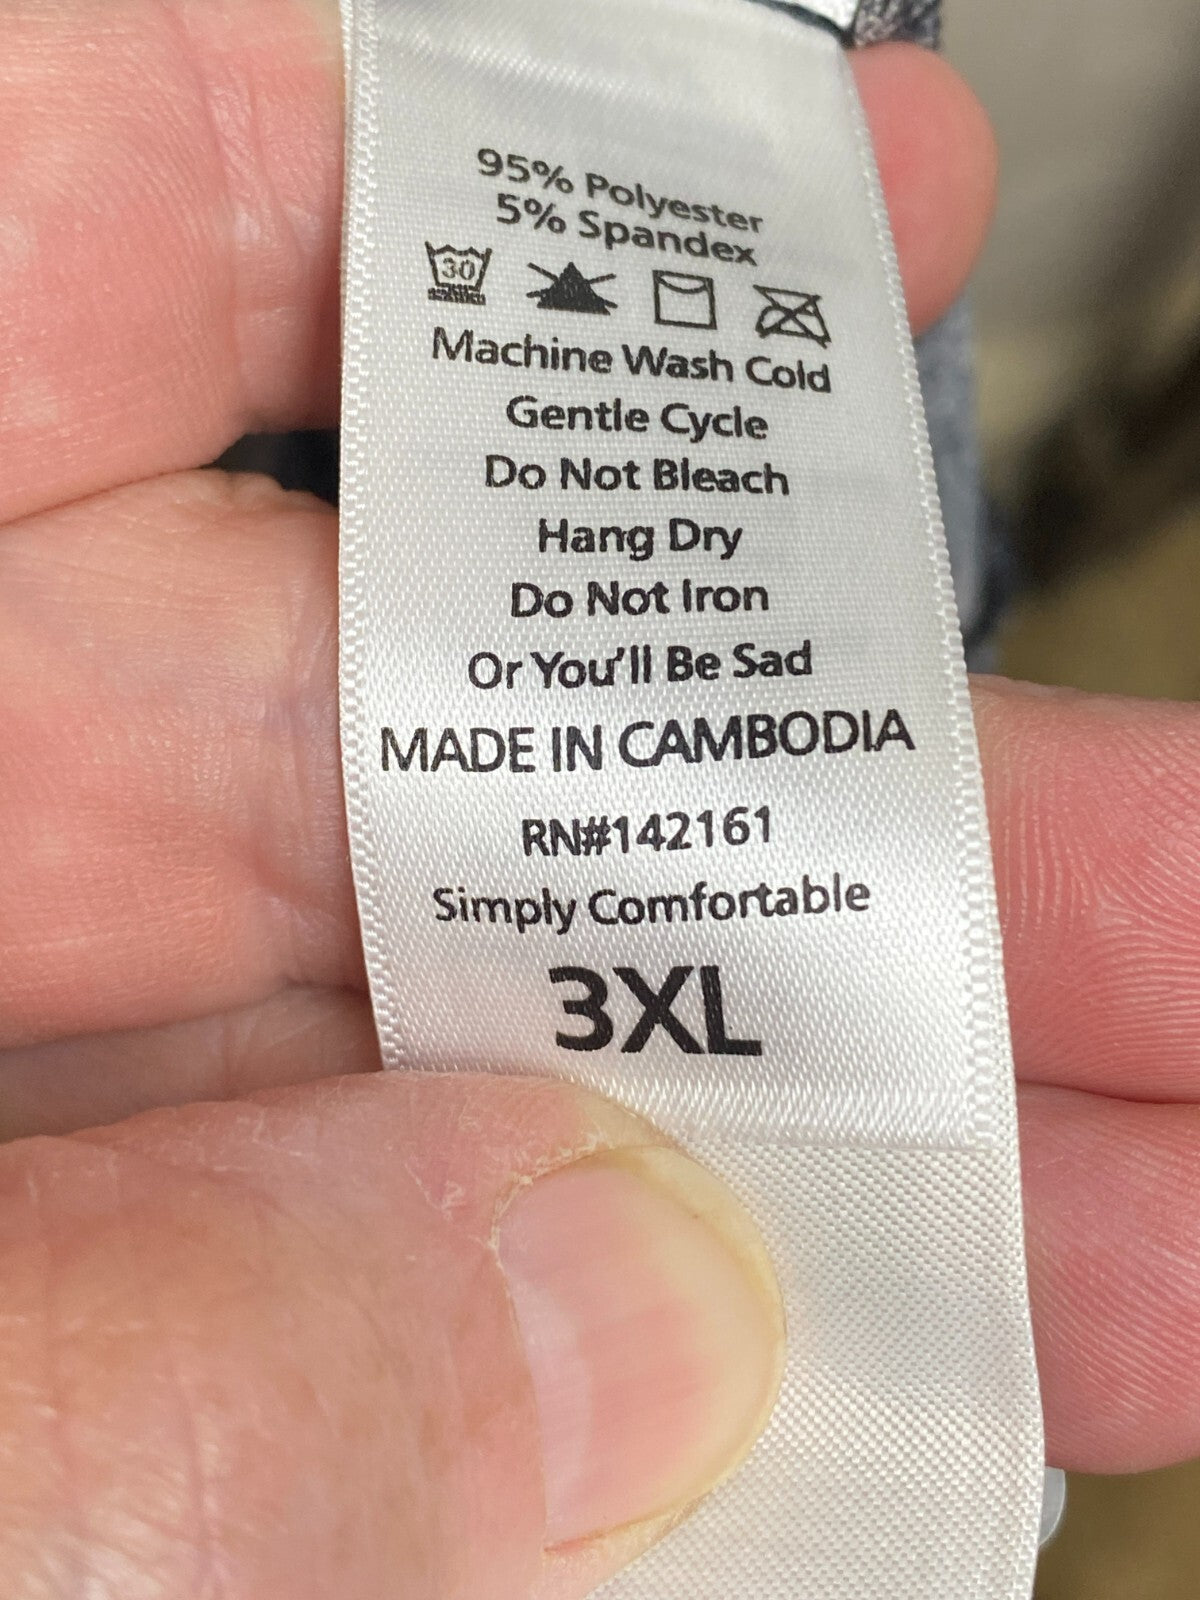 95% Polyester
5% Spandex
30
Machine Wash Cold
Gentle Cycle
Do Not Bleach
Hang Dry
Do Not Iron
Or You'll Be Sad
MADE IN CAMBODIA
RN#142161
Simply Comfortable
3XL